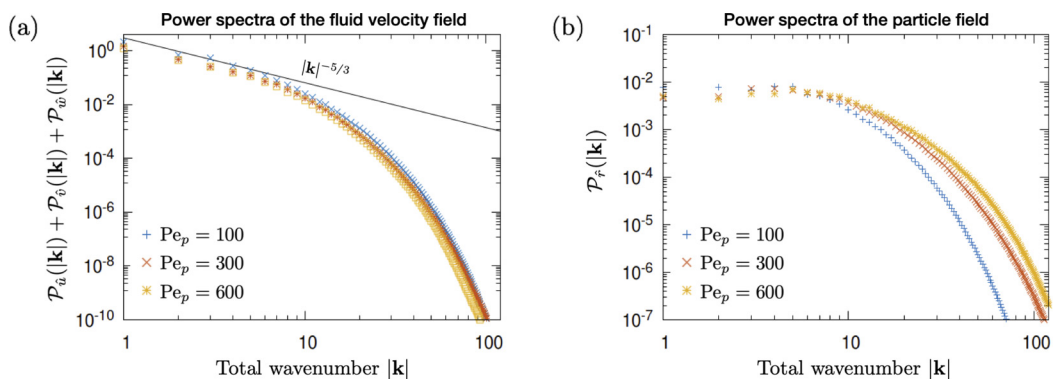 (a)
Power spectra of the fluid velocity field
10^0
10^-2
10^-4
10^-6
10^-8
10^-10
|k|^−5/3
Pe_p = 100
Pe_p = 300
Pe_p = 600
1
10
100
Total wavenumber |k|
P_û(|k|) + P_v̂(|k|) + P_ŵ(|k|)
(b)
Power spectra of the particle field
10^-1
10^-2
10^-3
10^-4
10^-5
10^-6
10^-7
Pe_p = 100
Pe_p = 300
Pe_p = 600
1
10
100
Total wavenumber |k|
P_r̂(|k|)